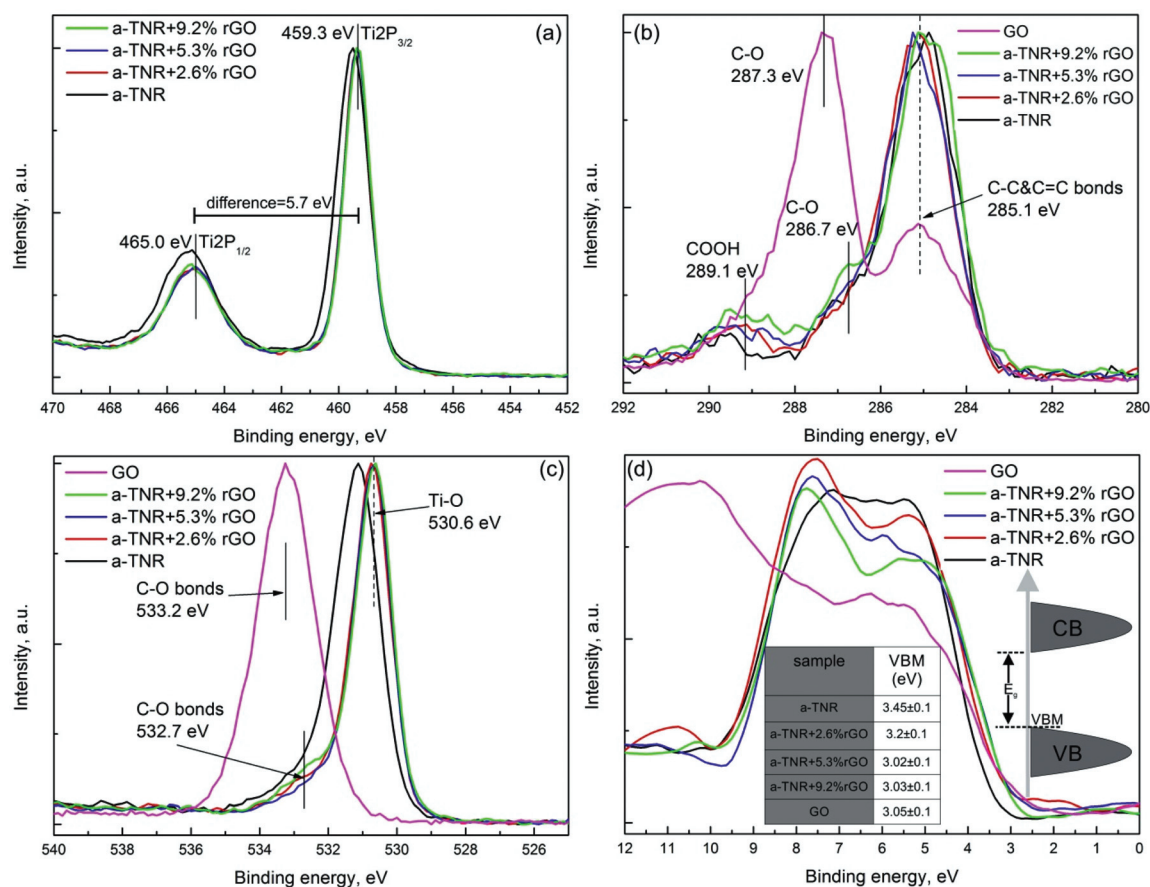 a-TNR+9.2% rGO
a-TNR+5.3% rGO
a-TNR+2.6% rGO
a-TNR
459.3 eV
Ti2P3/2
(a)
difference=5.7 eV
465.0 eV
Ti2P1/2
Intensity, a.u.
470 468 466 464 462 460 458 456 454 452
Binding energy, eV
(b)
GO
a-TNR+9.2% rGO
a-TNR+5.3% rGO
a-TNR+2.6% rGO
a-TNR
C-O
287.3 eV
C-O
286.7 eV
COOH
289.1 eV
C-C&C=C bonds
285.1 eV
Intensity, a.u.
292 290 288 286 284 282 280
Binding energy, eV
(c)
GO
a-TNR+9.2% rGO
a-TNR+5.3% rGO
a-TNR+2.6% rGO
a-TNR
Ti-O
530.6 eV
C-O bonds
533.2 eV
C-O bonds
532.7 eV
Intensity, a.u.
540 538 536 534 532 530 528 526
Binding energy, eV
(d)
GO
a-TNR+9.2% rGO
a-TNR+5.3% rGO
a-TNR+2.6% rGO
a-TNR
CB
Eg
VBM
VB
sample VBM
(eV)
a-TNR 3.45±0.1
a-TNR+2.6%rGO 3.2±0.1
a-TNR+5.3%rGO 3.02±0.1
a-TNR+9.2%rGO 3.03±0.1
GO 3.05±0.1
Intensity, a.u.
12 11 10 9 8 7 6 5 4 3 2 1 0
Binding energy, eV